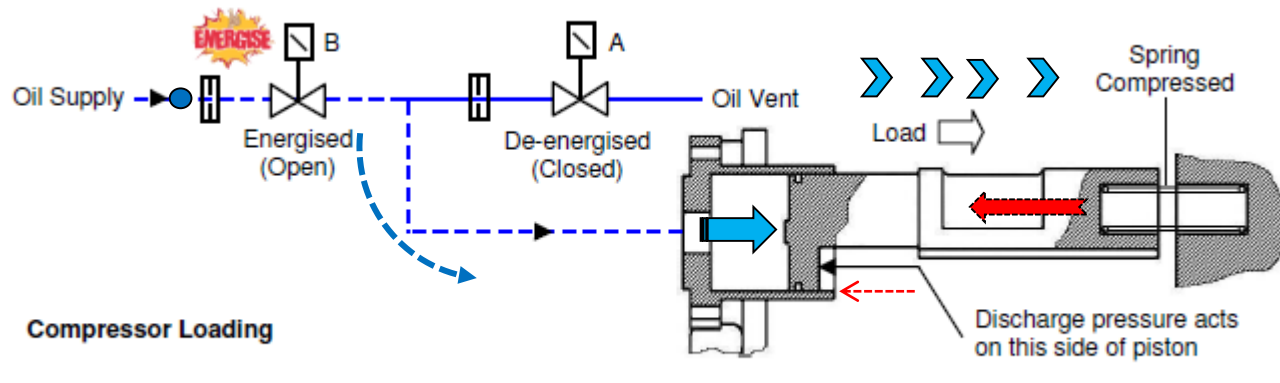 ENERGISE
B
A
Oil Supply
Oil Vent
Energised
(Open)
De-energised
(Closed)
Load
Spring
Compressed
Discharge pressure acts
on this side of piston
Compressor Loading